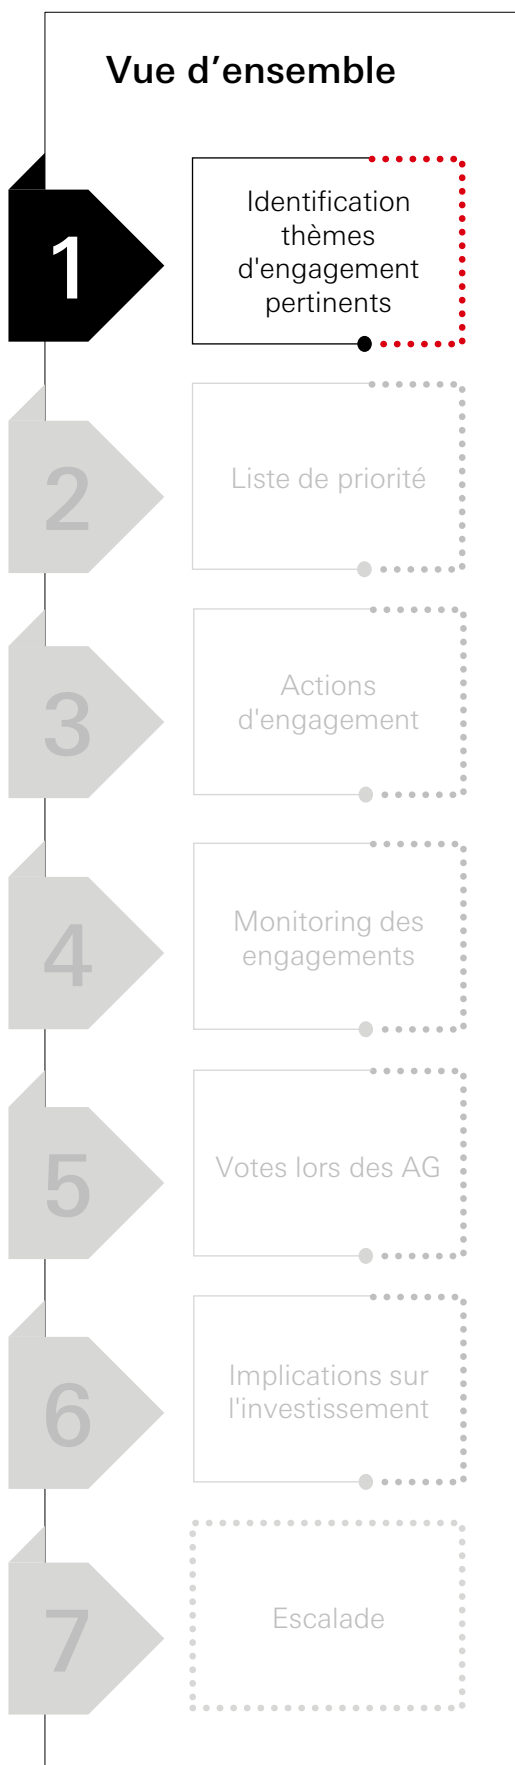 Vue d’ensemble
1
Identification
thèmes
d'engagement
pertinents
2
Liste de priorité
3
Actions
d'engagement
4
Monitoring des
engagements
5
Votes lors des AG
6
Implications sur
l'investissement
7
Escalade